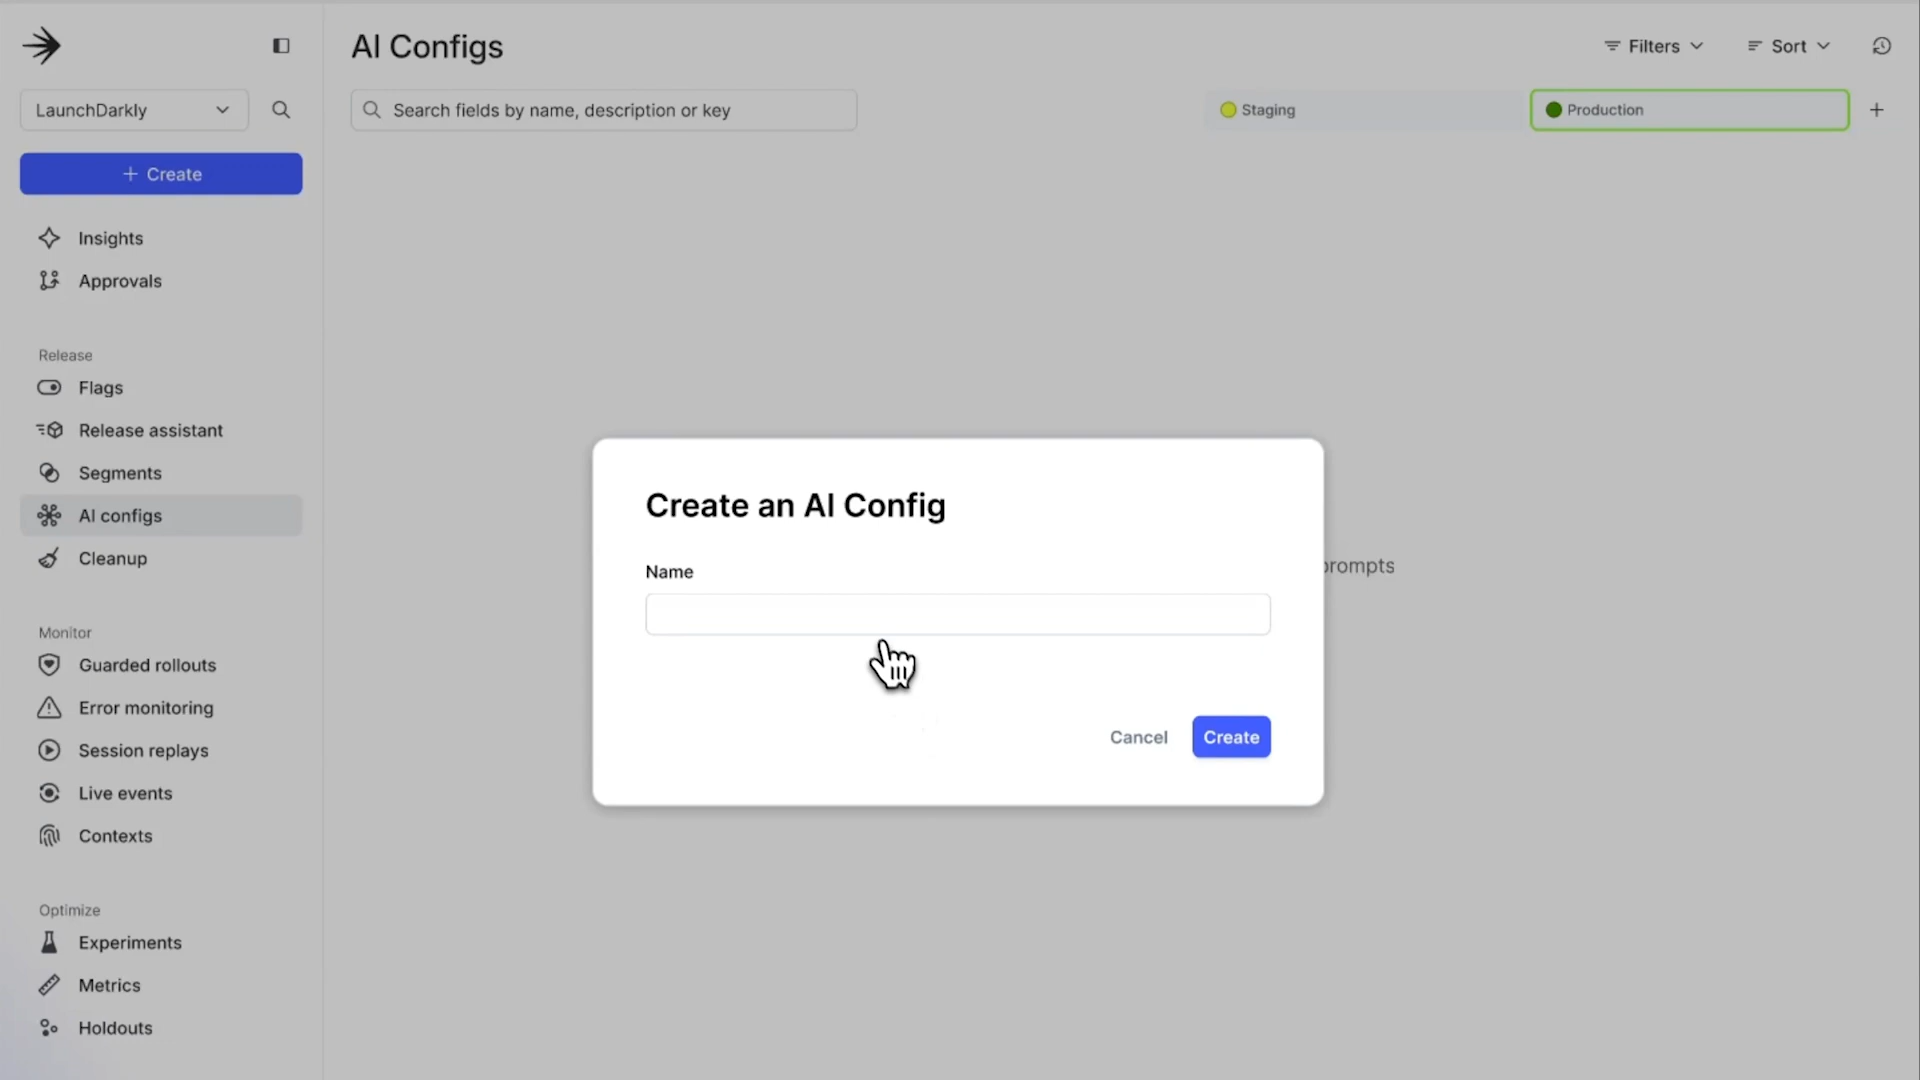 AI Configs
Filters
Sort
LaunchDarkly
Search fields by name, description or key
Staging
Production
Create
Insights
Approvals
Release
Flags
Release assistant
Segments
AI configs
Cleanup
Monitor
Guarded rollouts
Error monitoring
Session replays
Live events
Contexts
Optimize
Experiments
Metrics
Holdouts
Create an AI Config
Name
prompts
Cancel
Create